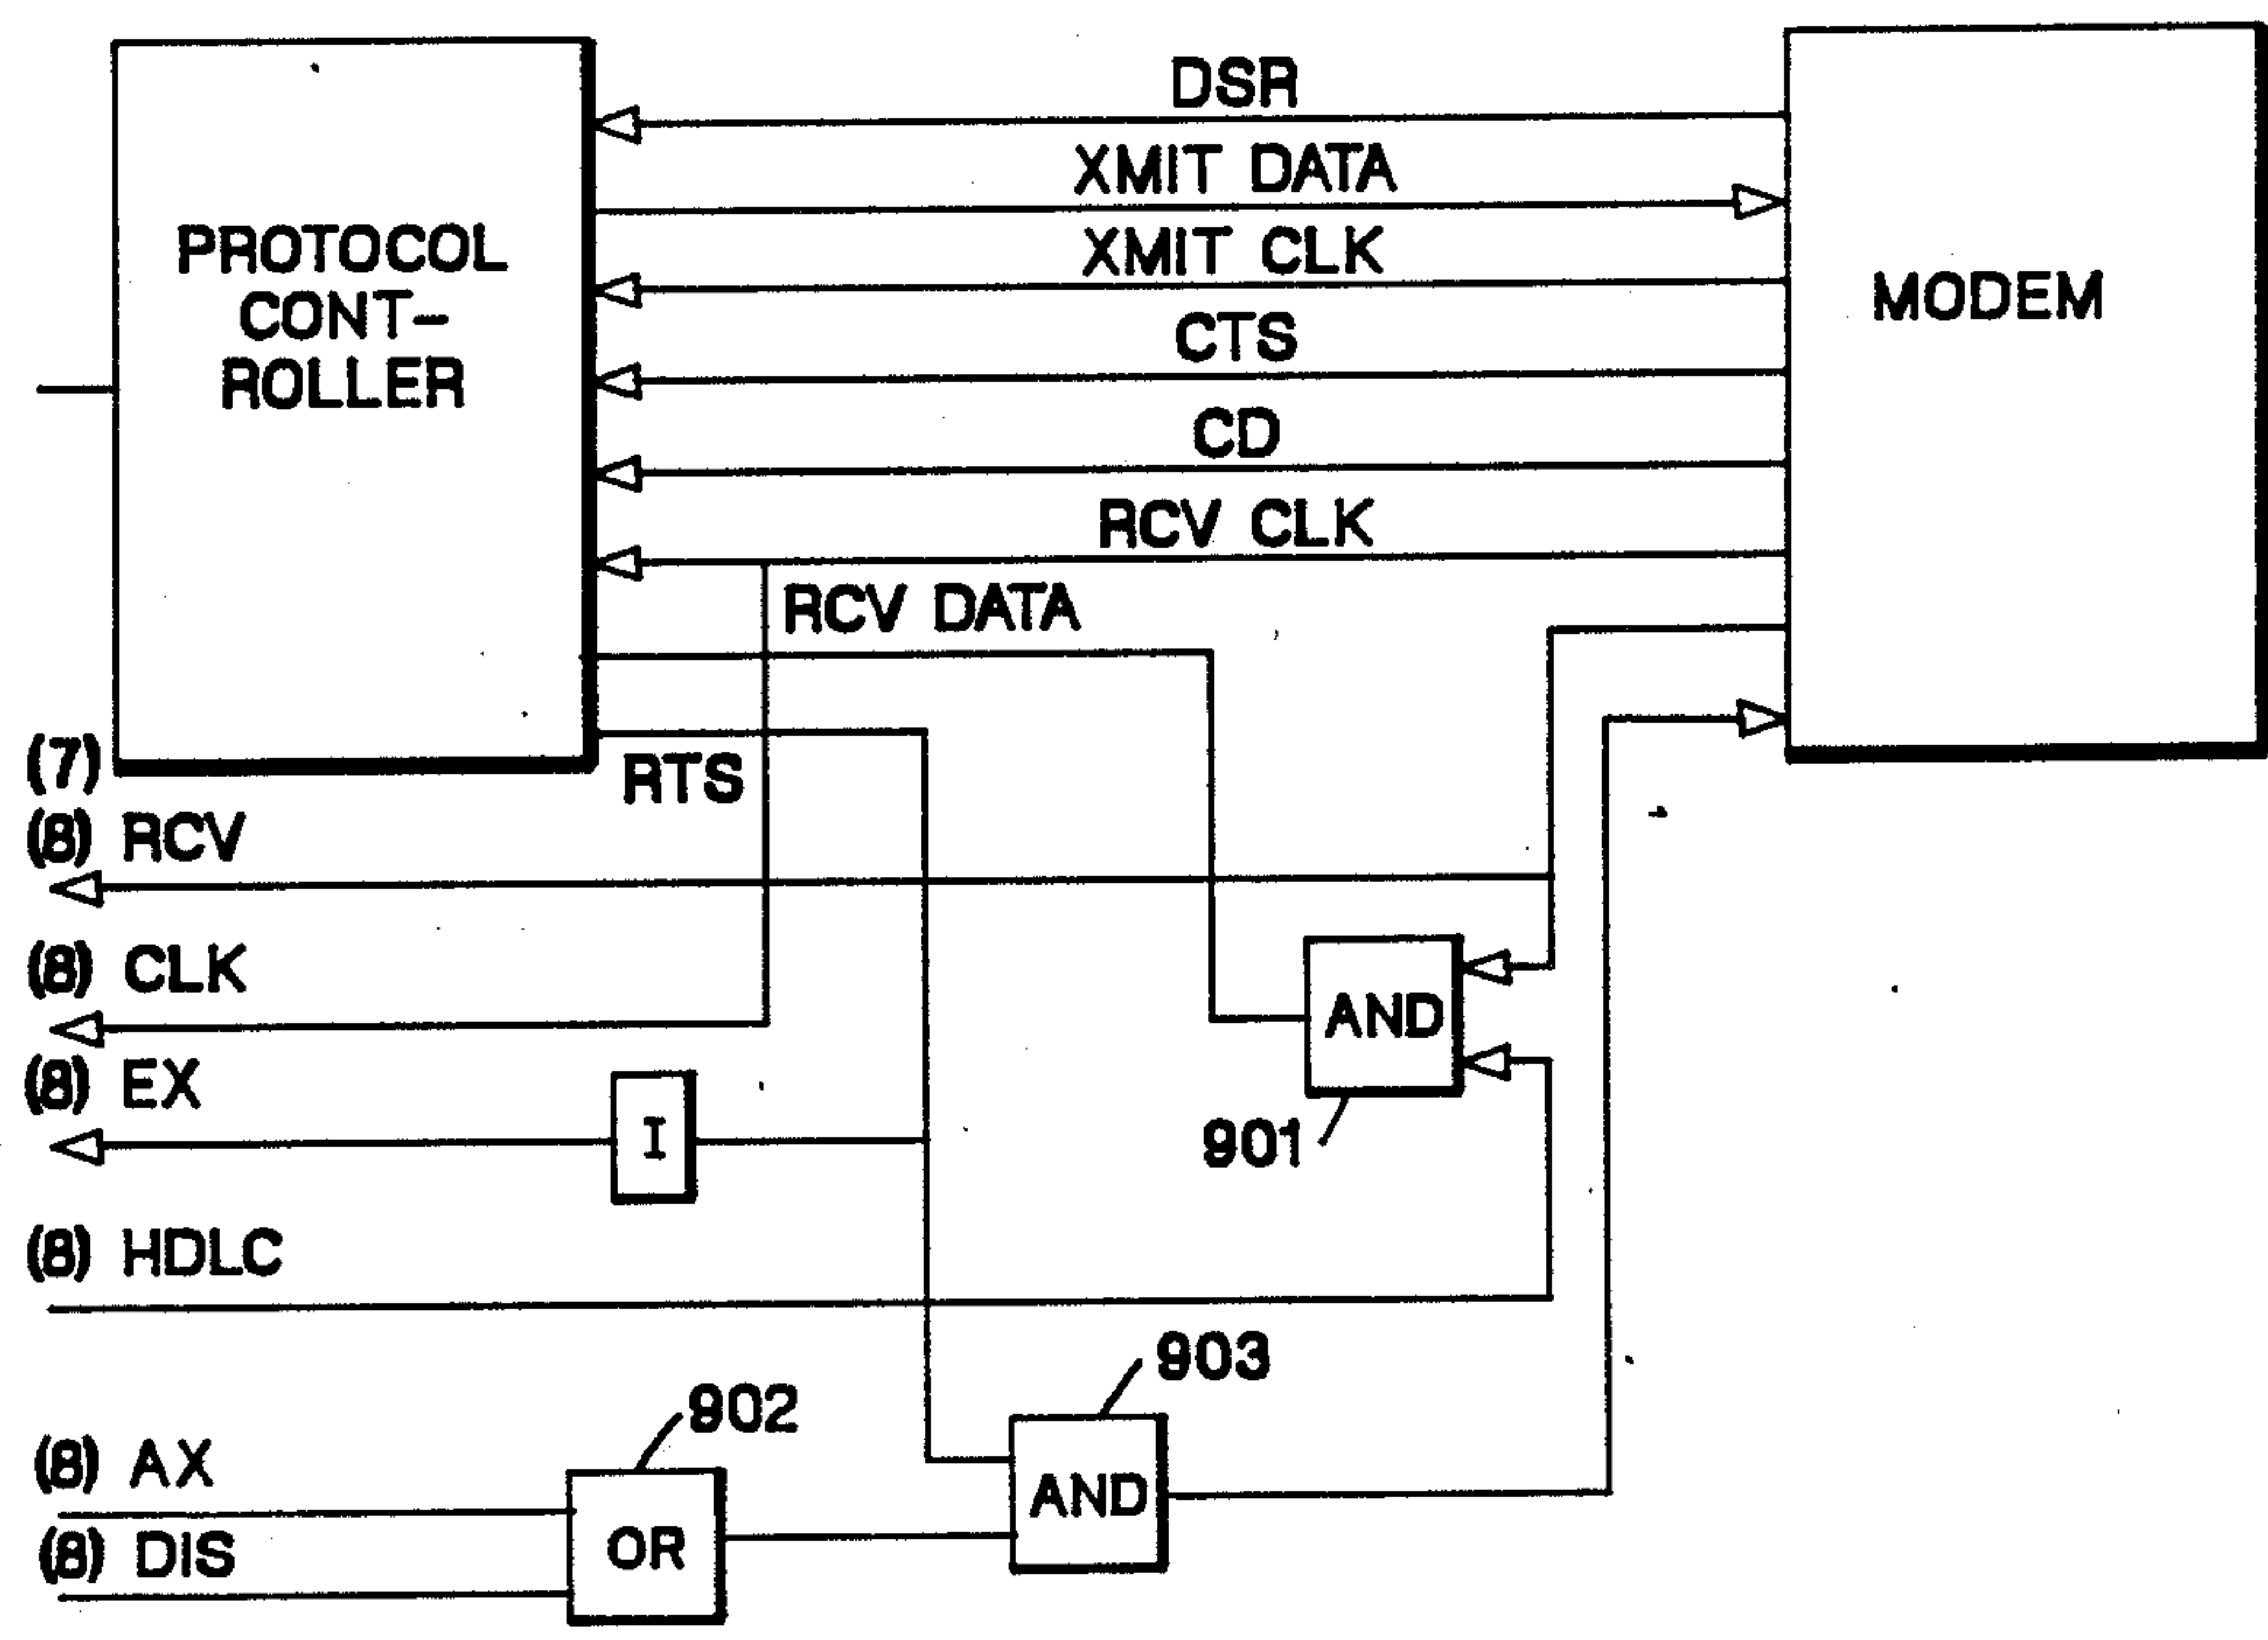 DSR
XMIT DATA
XMIT CLK
CTS
CD
RCV CLK
RCV DATA
RTS
PROTOCOL
CONT-
ROLLER
MODEM
(7)
(8) RCV
(8) CLK
(8) EX
I
AND
901
(8) HDLC
903
902
(8) AX
(8) DIS
OR
AND